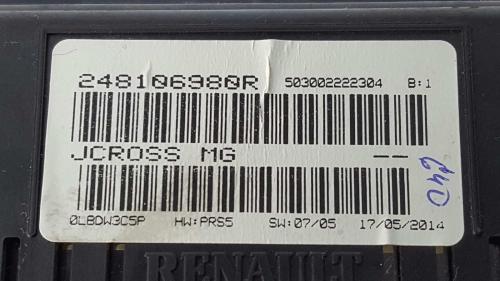 248106980R 503002222304 B:1
JCROSS MG --
0LBDW3C5P HW:PRS5 SW:07/05 17/05/2014
RENAULT